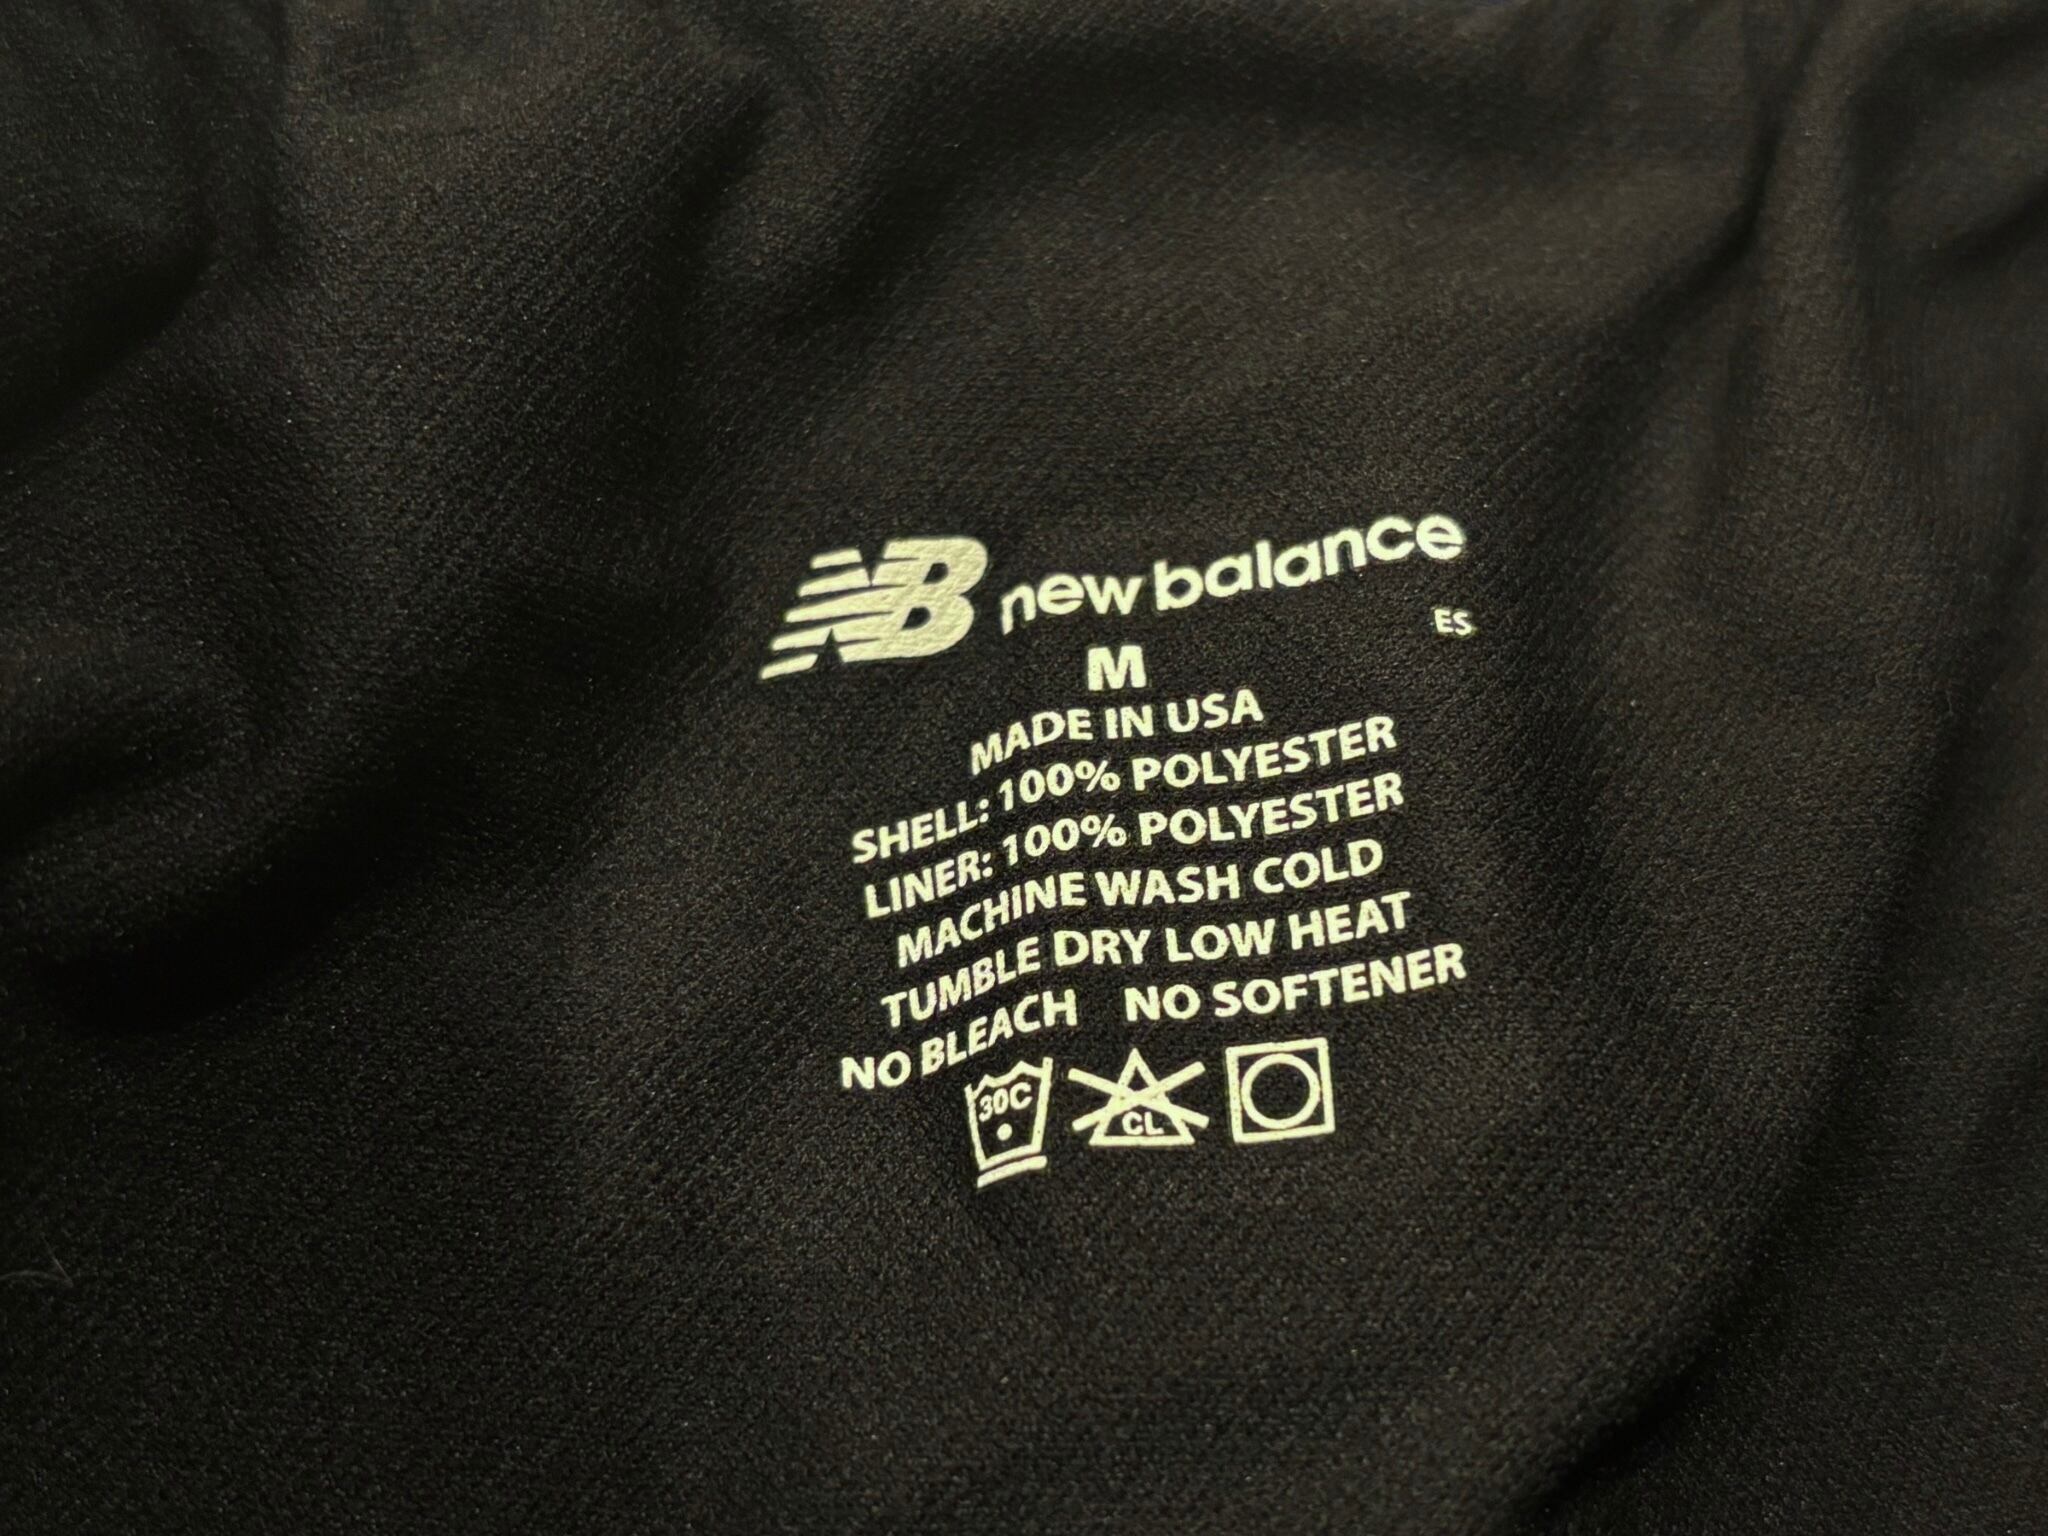 NB new balance
ES
M
MADE IN USA
SHELL: 100% POLYESTER
LINER: 100% POLYESTER
MACHINE WASH COLD
TUMBLE DRY LOW HEAT
NO BLEACH NO SOFTENER
30C CL